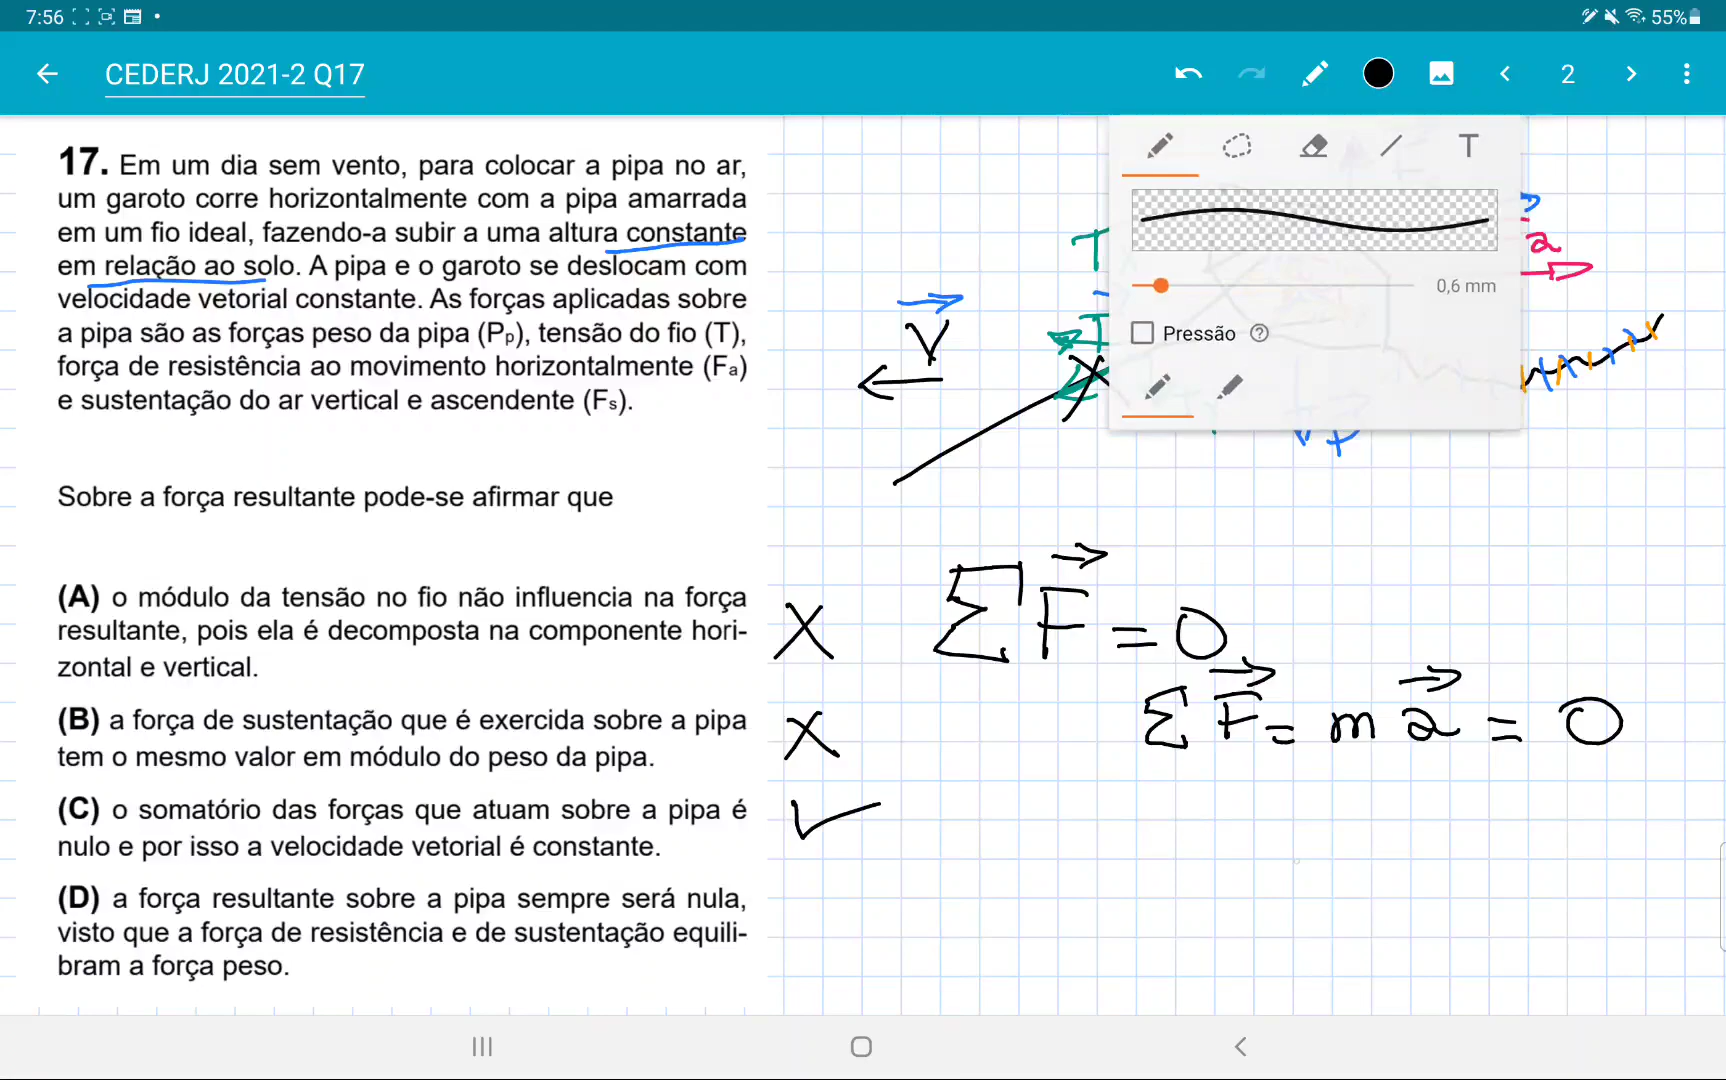 7:56
55%
CEDERJ 2021-2 Q17
2
17. Em um dia sem vento, para colocar a pipa no ar,
um garoto corre horizontalmente com a pipa amarrada
em um fio ideal, fazendo-a subir a uma altura constante
em relação ao solo. A pipa e o garoto se deslocam com
velocidade vetorial constante. As forças aplicadas sobre
a pipa são as forças peso da pipa (Pp), tensão do fio (T),
força de resistência ao movimento horizontalmente (Fa)
e sustentação do ar vertical e ascendente (Fs).
Sobre a força resultante pode-se afirmar que
(A) o módulo da tensão no fio não influencia na força
resultante, pois ela é decomposta na componente hori-
zontal e vertical.
(B) a força de sustentação que é exercida sobre a pipa
tem o mesmo valor em módulo do peso da pipa.
(C) o somatório das forças que atuam sobre a pipa é
nulo e por isso a velocidade vetorial é constante.
(D) a força resultante sobre a pipa sempre será nula,
visto que a força de resistência e de sustentação equili-
bram a força peso.
T
0,6 mm
Pressão ?
T
a
V
T
P
X
X
Σ F = 0
Σ F = m a = 0